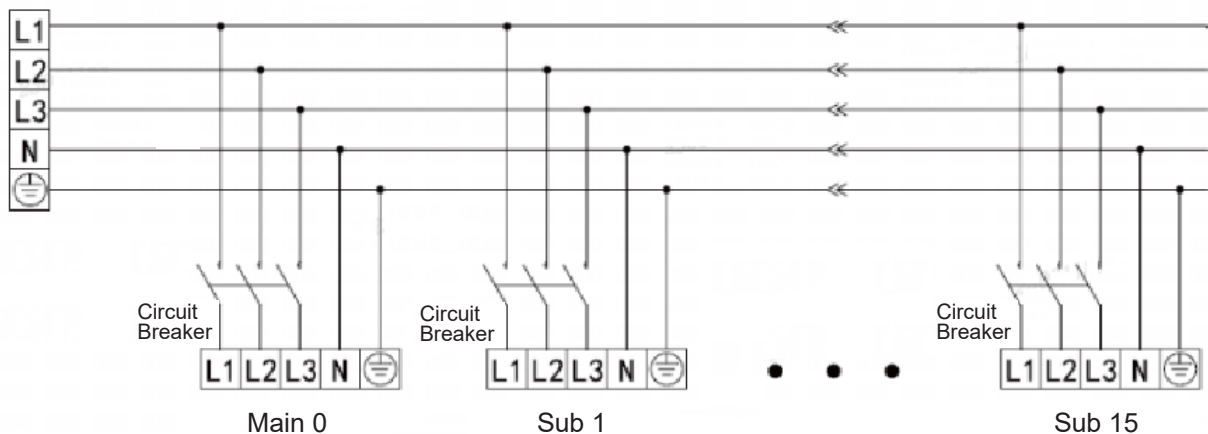 L1
L2
L3
N
Circuit
Breaker
L1 L2 L3 N
Main 0
Circuit
Breaker
L1 L2 L3 N
Sub 1
Circuit
Breaker
L1 L2 L3 N
Sub 15